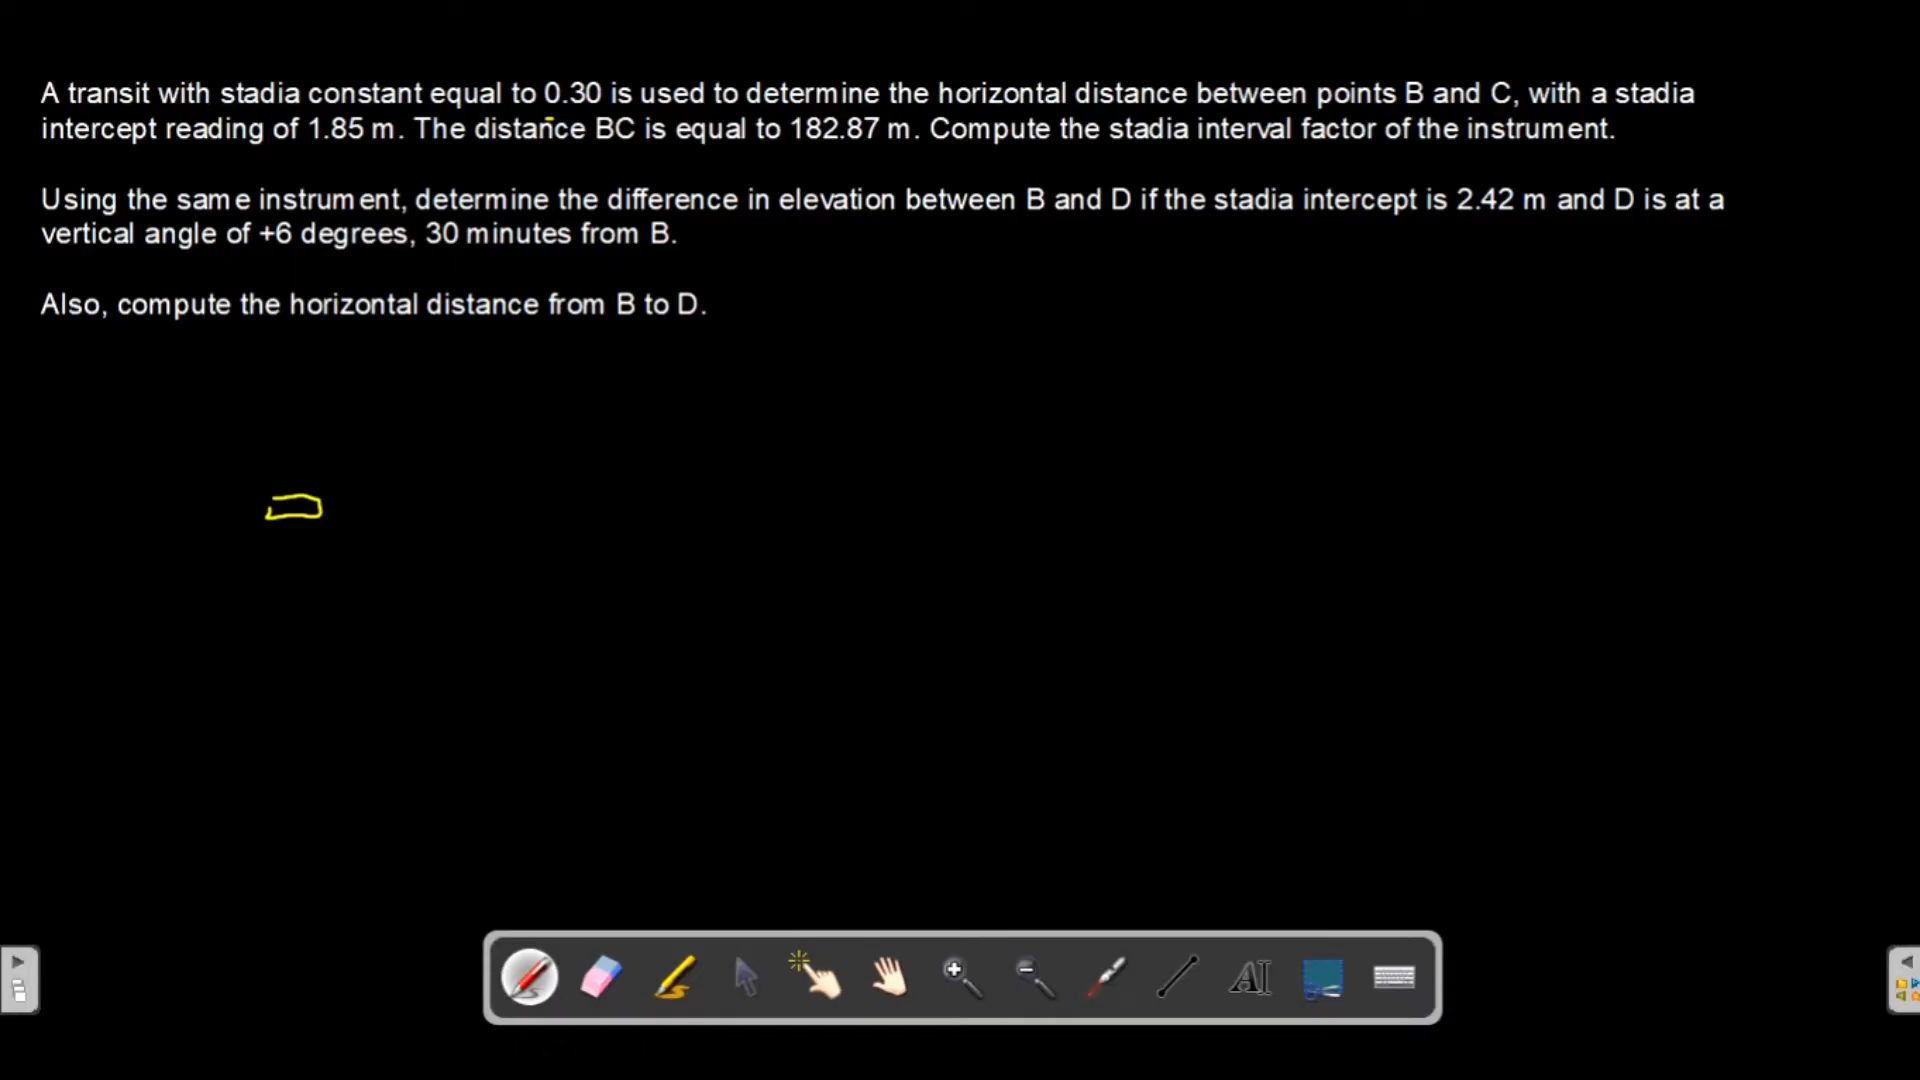 A transit with stadia constant equal to 0.30 is used to determine the horizontal distance between points B and C, with a stadia
intercept reading of 1.85 m. The distance BC is equal to 182.87 m. Compute the stadia interval factor of the instrument.
Using the same instrument, determine the difference in elevation between B and D if the stadia intercept is 2.42 m and D is at a
vertical angle of +6 degrees, 30 minutes from B.
Also, compute the horizontal distance from B to D.
AI